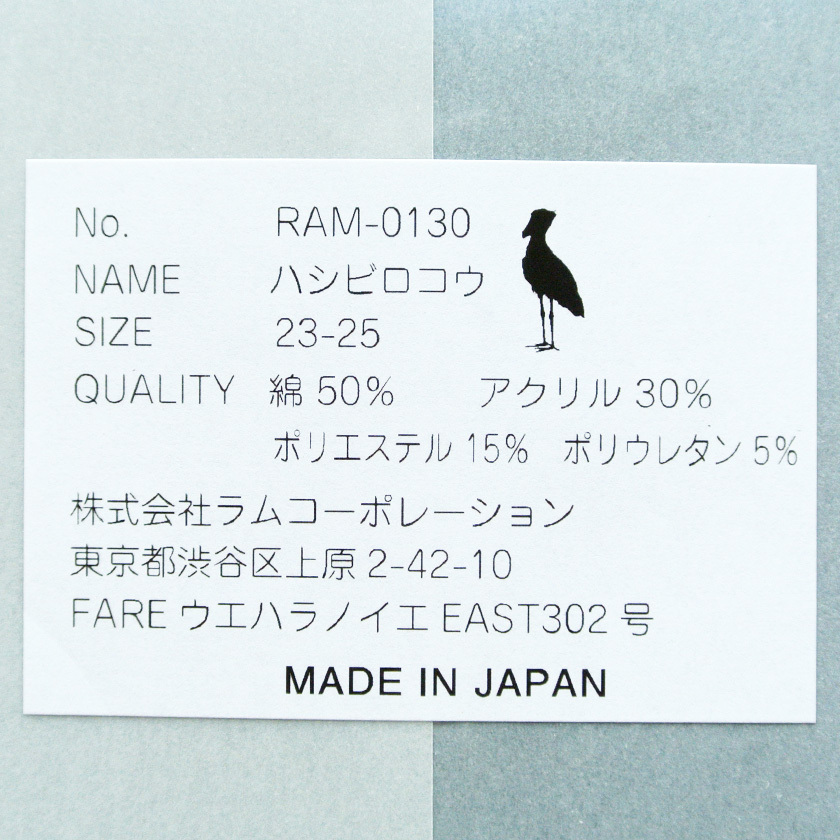 No. RAM-0130
NAME ハシビロコウ
SIZE 23-25
QUALITY 綿 50% アクリル 30%
ポリエステル 15% ポリウレタン 5%
株式会社ラムコーポレーション
東京都渋谷区上原 2-42-10
FARE ウエハラノイエ EAST302 号
MADE IN JAPAN